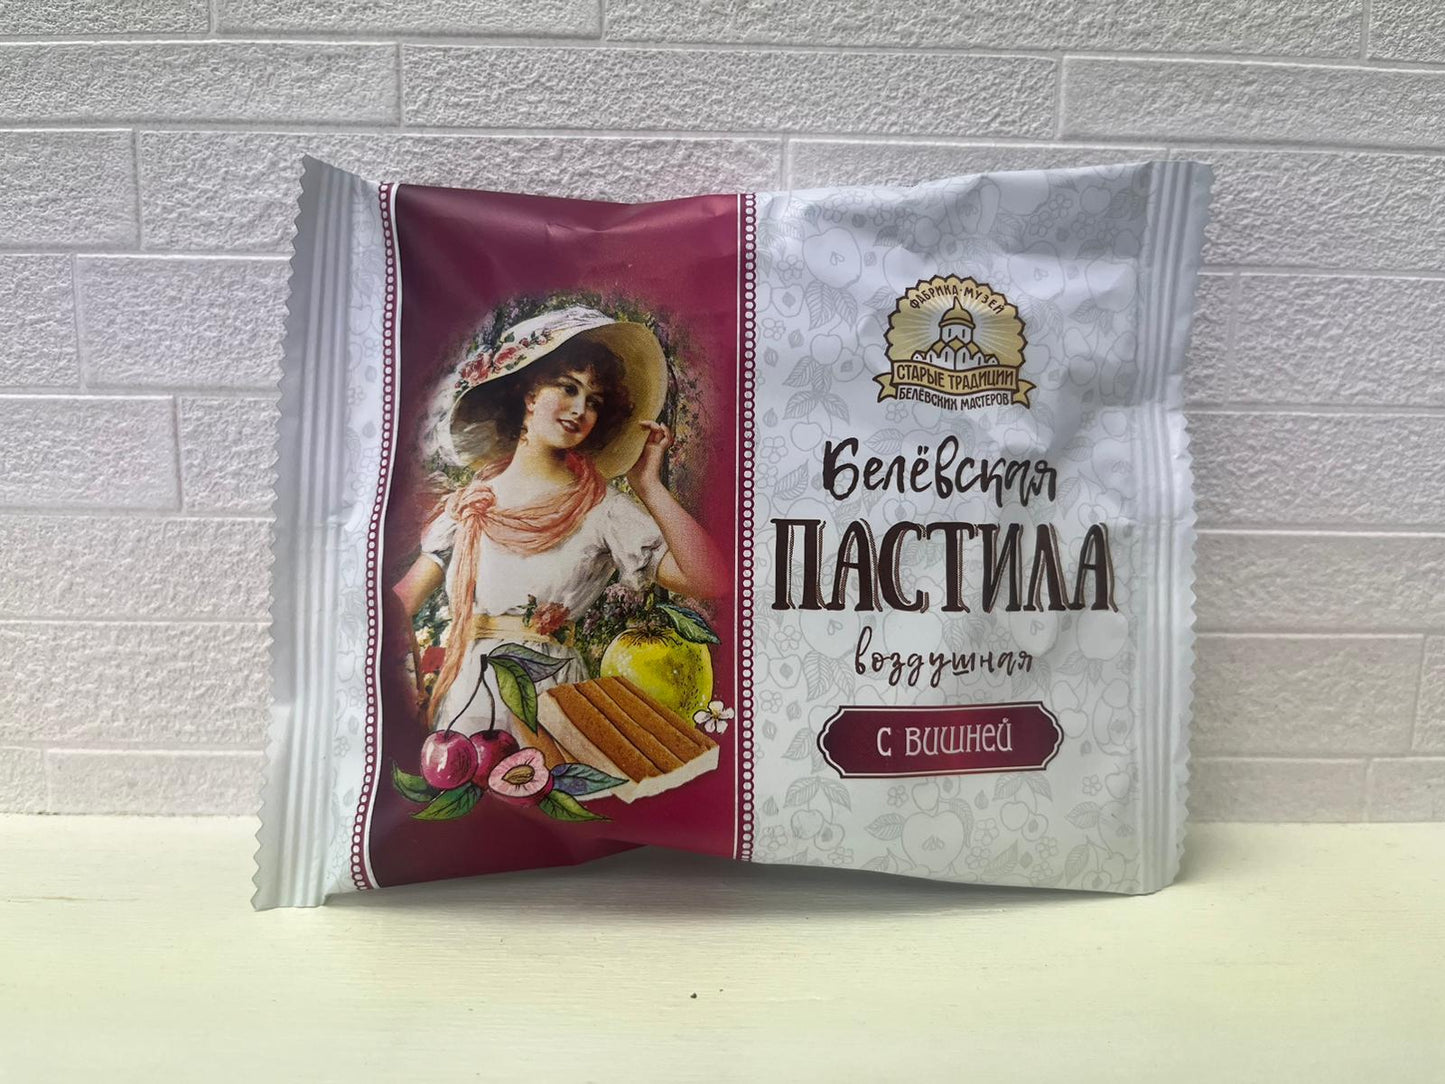 ФАБРИКА·МУЗЕЙ
СТАРЫЕ ТРАДИЦИИ
БЕЛЁВСКИХ МАСТЕРОВ
Белёвская
ПАСТИЛА
воздушная
С ВИШНЕЙ